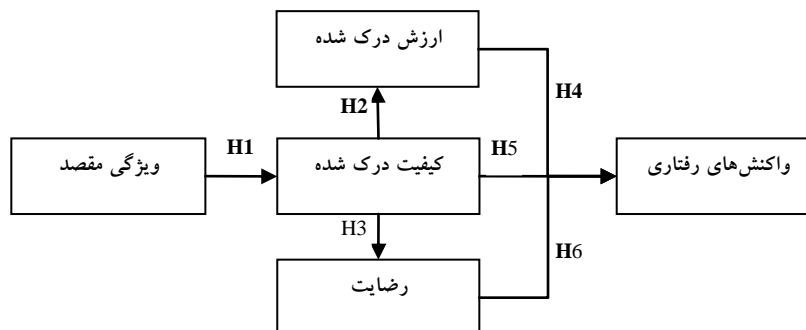 ارزش درک شده
H2
H4
ویژگی مقصد
H1
کیفیت درک شده
H5
واکنش‌های رفتاری
H3
H6
رضایت